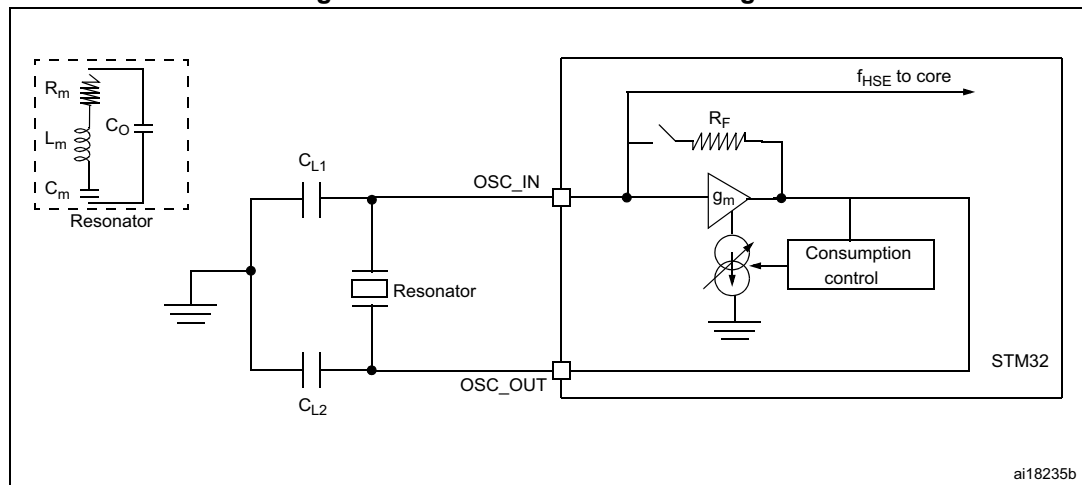 R_m
L_m
C_O
C_m
Resonator
C_L1
OSC_IN
f_HSE to core
R_F
g_m
Consumption
control
Resonator
STM32
OSC_OUT
C_L2
ai18235b